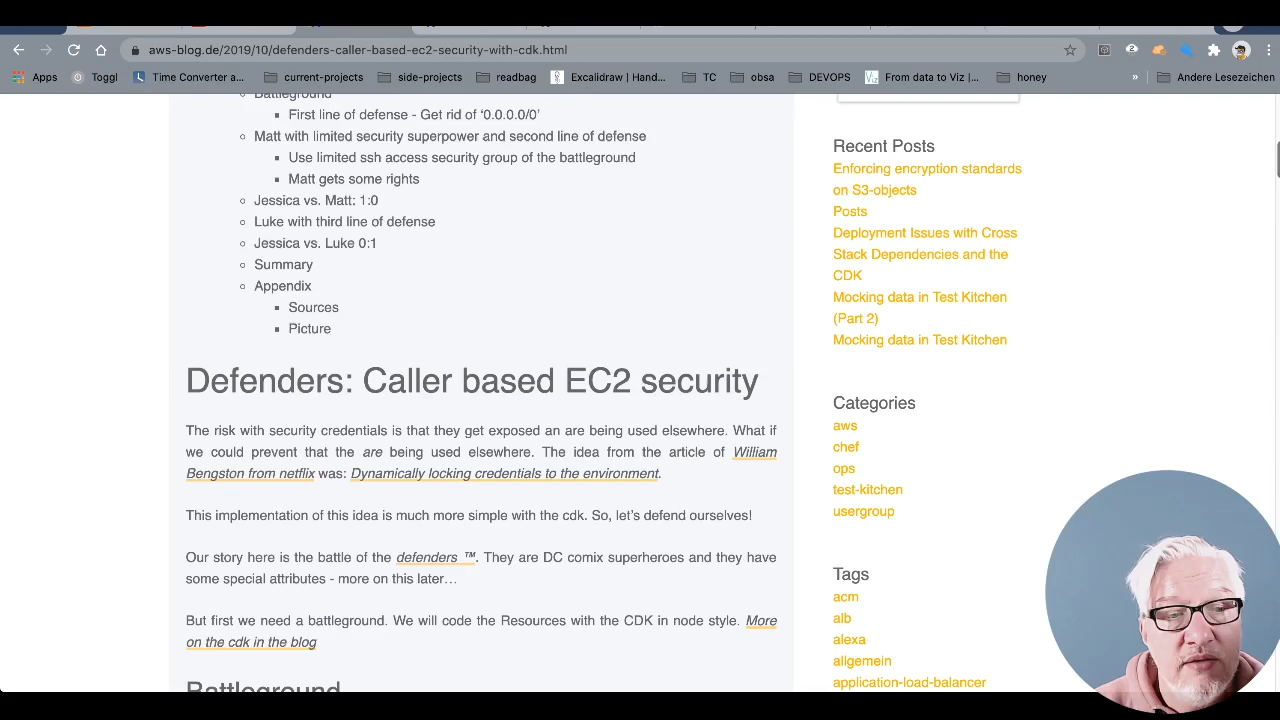 aws-blog.de/2019/10/defenders-caller-based-ec2-security-with-cdk.html
Apps
Toggl
Time Converter a...
current-projects
side-projects
readbag
Excalidraw | Hand...
TC
obsa
DEVOPS
From data to Viz |...
honey
»
Andere Lesezeichen
Battleground
First line of defense - Get rid of ‘0.0.0.0/0’
Matt with limited security superpower and second line of defense
Use limited ssh access security group of the battleground
Matt gets some rights
Jessica vs. Matt: 1:0
Luke with third line of defense
Jessica vs. Luke 0:1
Summary
Appendix
Sources
Picture
Defenders: Caller based EC2 security
The risk with security credentials is that they get exposed an are being used elsewhere. What if
we could prevent that the are being used elsewhere. The idea from the article of William
Bengston from netflix was: Dynamically locking credentials to the environment.
This implementation of this idea is much more simple with the cdk. So, let’s defend ourselves!
Our story here is the battle of the defenders ™. They are DC comix superheroes and they have
some special attributes - more on this later…
But first we need a battleground. We will code the Resources with the CDK in node style. More
on the cdk in the blog
Battleground
Recent Posts
Enforcing encryption standards
on S3-objects
Posts
Deployment Issues with Cross
Stack Dependencies and the
CDK
Mocking data in Test Kitchen
(Part 2)
Mocking data in Test Kitchen
Categories
aws
chef
ops
test-kitchen
usergroup
Tags
acm
alb
alexa
allgemein
application-load-balancer